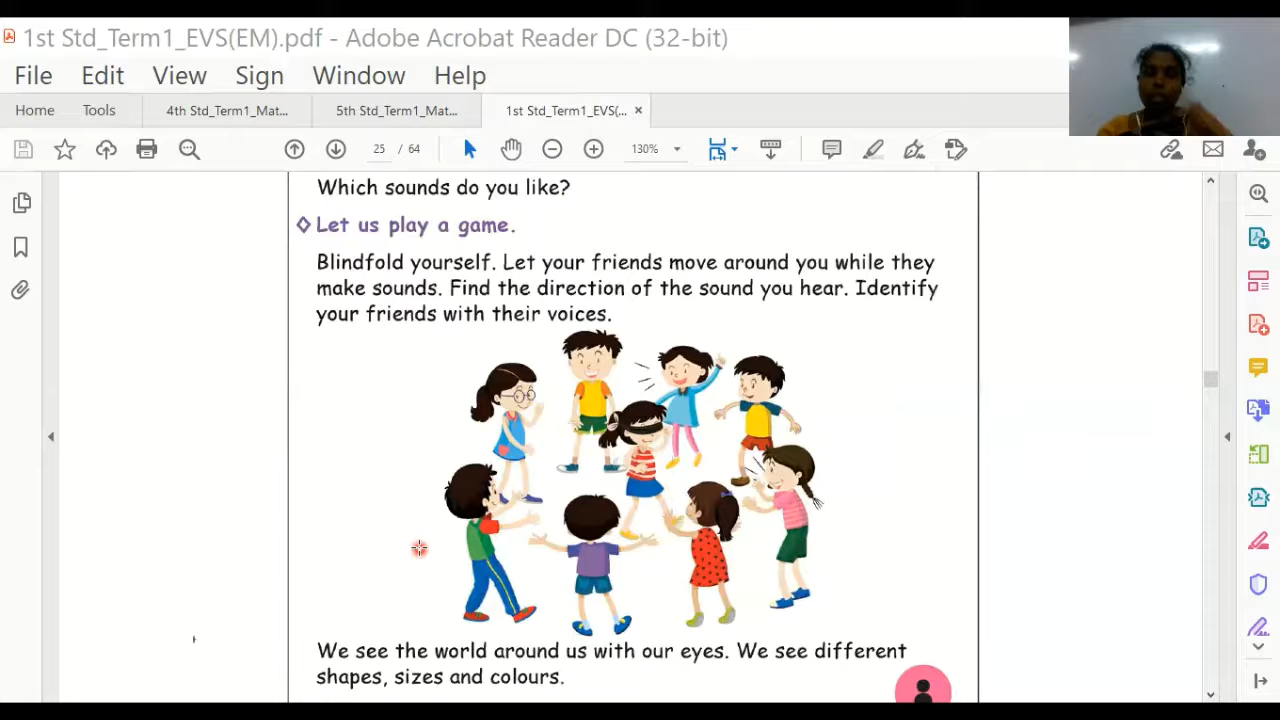 1st Std_Term1_EVS(EM).pdf - Adobe Acrobat Reader DC (32-bit)
File Edit View Sign Window Help
Home Tools 4th Std_Term1_Mat... 5th Std_Term1_Mat... 1st Std_Term1_EVS(... ×
25 / 64 130%
Which sounds do you like?
Let us play a game.
Blindfold yourself. Let your friends move around you while they
make sounds. Find the direction of the sound you hear. Identify
your friends with their voices.
We see the world around us with our eyes. We see different
shapes, sizes and colours.